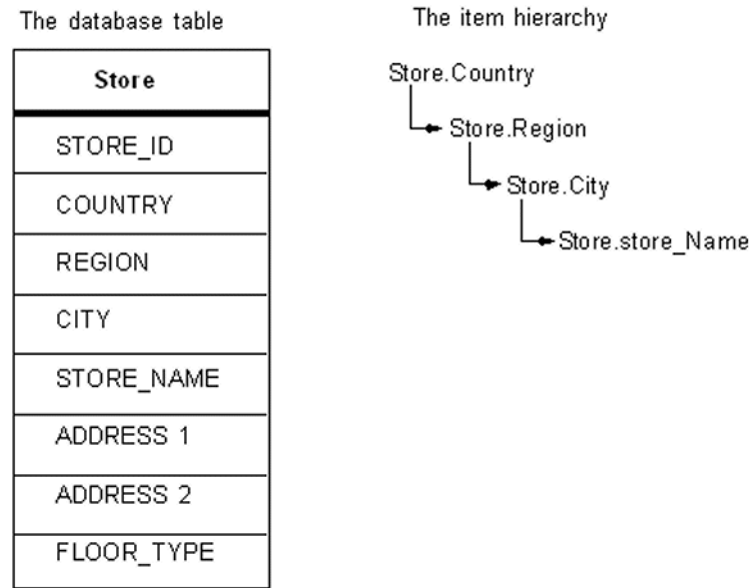 The database table
Store
STORE_ID
COUNTRY
REGION
CITY
STORE_NAME
ADDRESS 1
ADDRESS 2
FLOOR_TYPE
The item hierarchy
Store.Country
Store.Region
Store.City
Store.store_Name